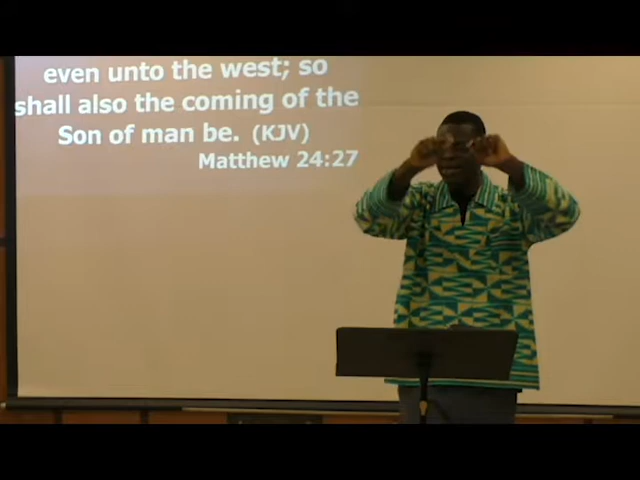 even unto the west; so
shall also the coming of the
Son of man be. (KJV)
Matthew 24:27